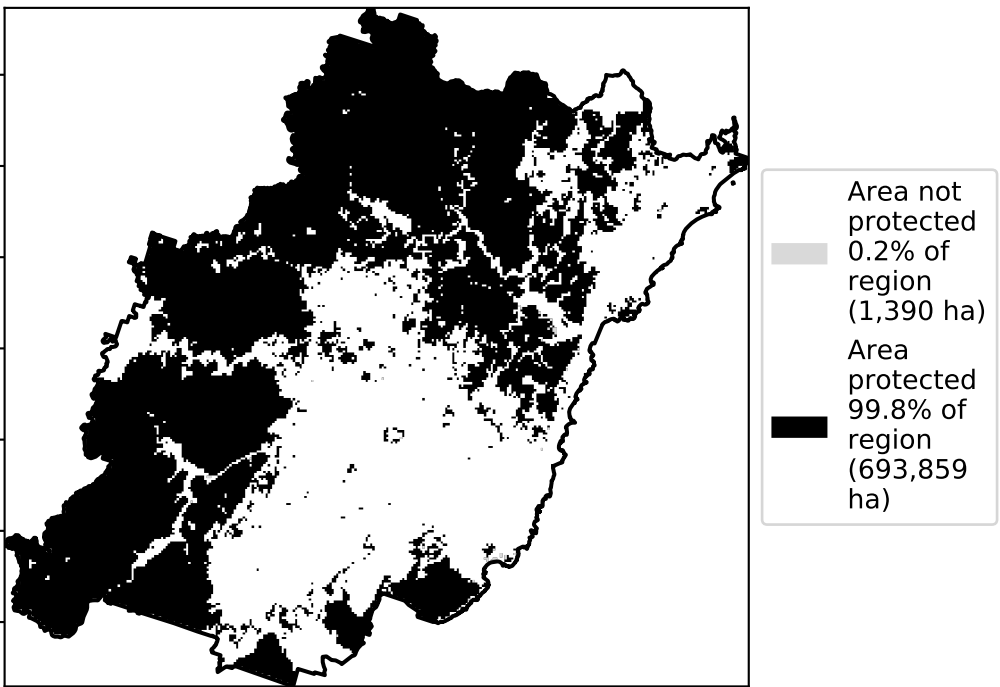 Area not
protected
0.2% of
region
(1,390 ha)
Area
protected
99.8% of
region
(693,859
ha)